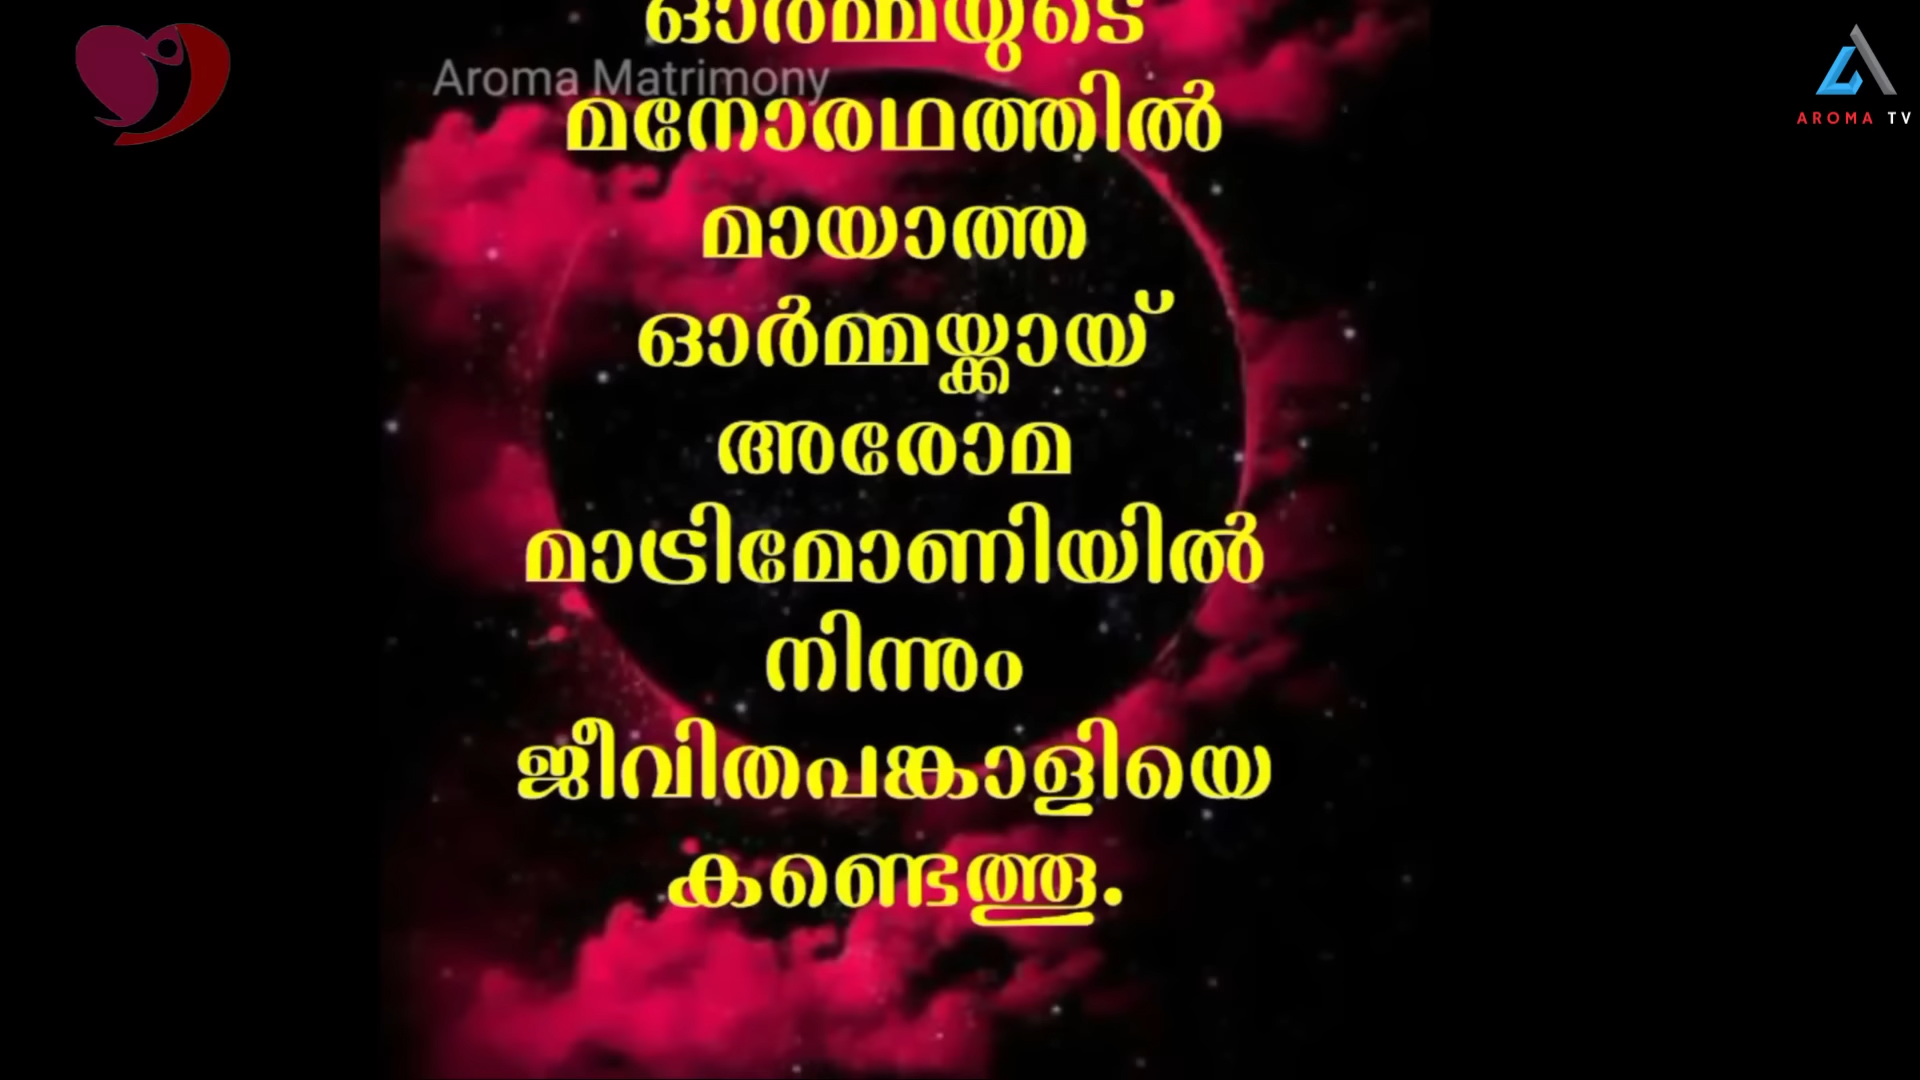 ഓർമ്മയുടെ
Aroma Matrimony
മനോരഥത്തിൽ
മായാത്ത
ഓർമ്മയ്ക്കായ്
അരോമ
മാട്രിമോണിയിൽ
നിന്നും
ജീവിതപങ്കാളിയെ
കണ്ടെത്തൂ.
AROMA TV